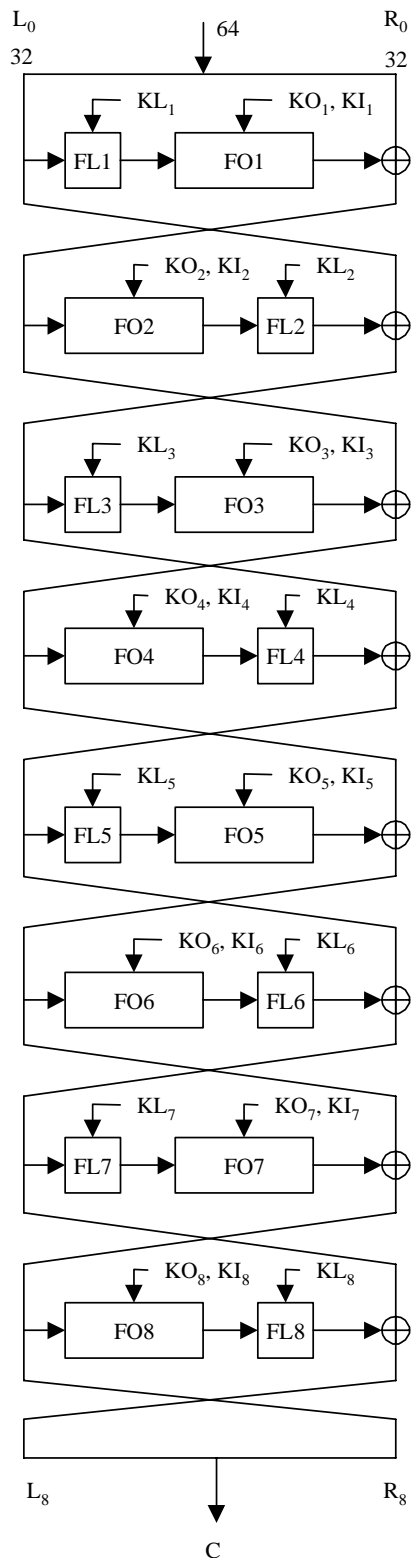 L₀ 64 R₀
32 32
KL₁ KO₁, KI₁
FL1 FO1
KO₂, KI₂ KL₂
FO2 FL2
KL₃ KO₃, KI₃
FL3 FO3
KO₄, KI₄ KL₄
FO4 FL4
KL₅ KO₅, KI₅
FL5 FO5
KO₆, KI₆ KL₆
FO6 FL6
KL₇ KO₇, KI₇
FL7 FO7
KO₈, KI₈ KL₈
FO8 FL8
L₈ R₈
C